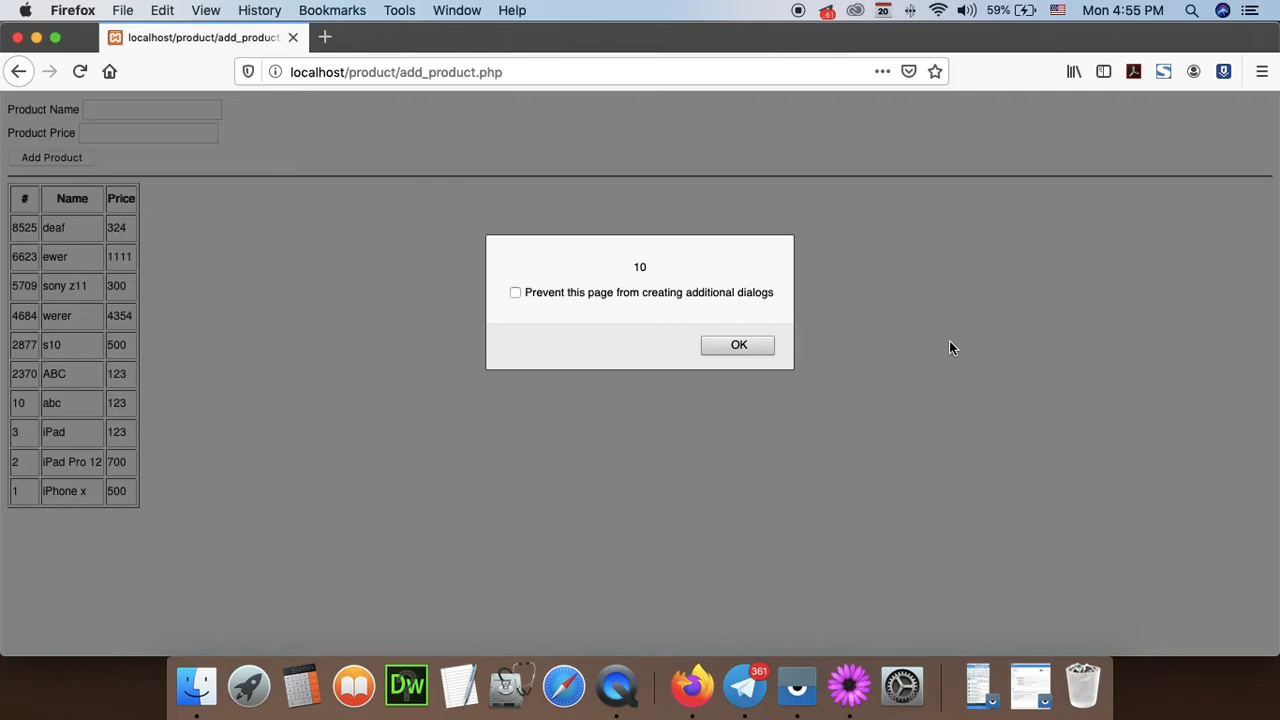 Firefox File Edit View History Bookmarks Tools Window Help 51 20 59% Mon 4:55 PM
localhost/product/add_product.
localhost/product/add_product.php
Product Name
Product Price
Add Product
# Name Price
8525 deaf 324
6623 ewer 1111
5709 sony z11 300
4684 werer 4354
2877 s10 500
2370 ABC 123
10 abc 123
3 iPad 123
2 iPad Pro 12 700
1 iPhone x 500
10
Prevent this page from creating additional dialogs
OK
Dw 361